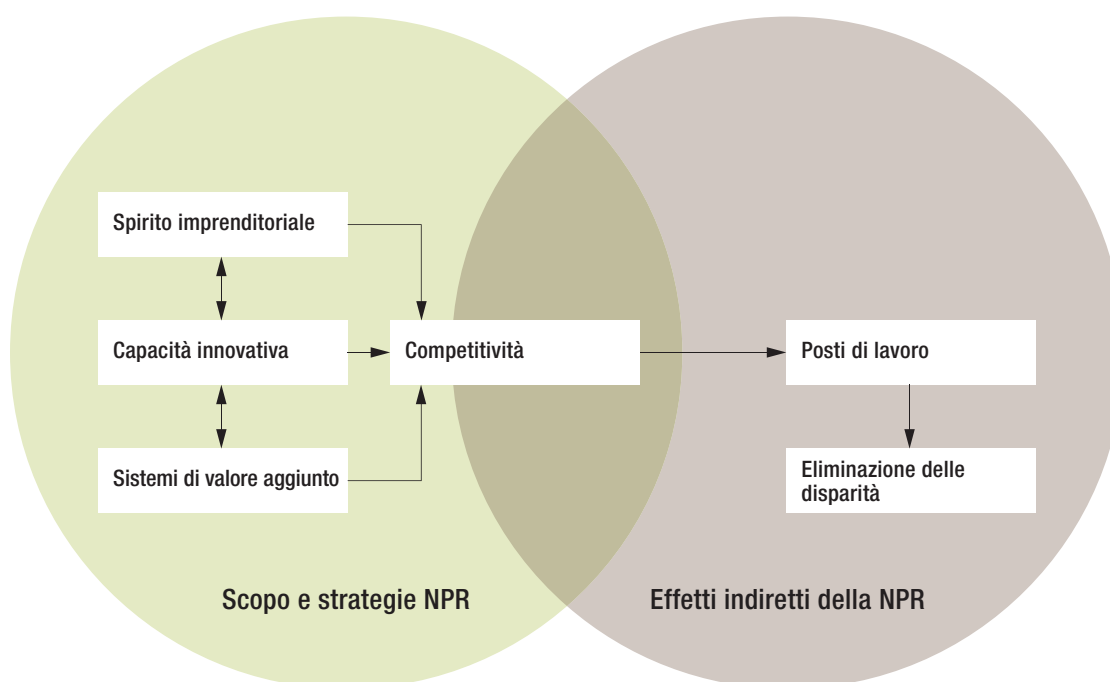 Spirito imprenditoriale
Capacità innovativa
Competitività
Posti di lavoro
Sistemi di valore aggiunto
Eliminazione delle
disparità
Scopo e strategie NPR
Effetti indiretti della NPR